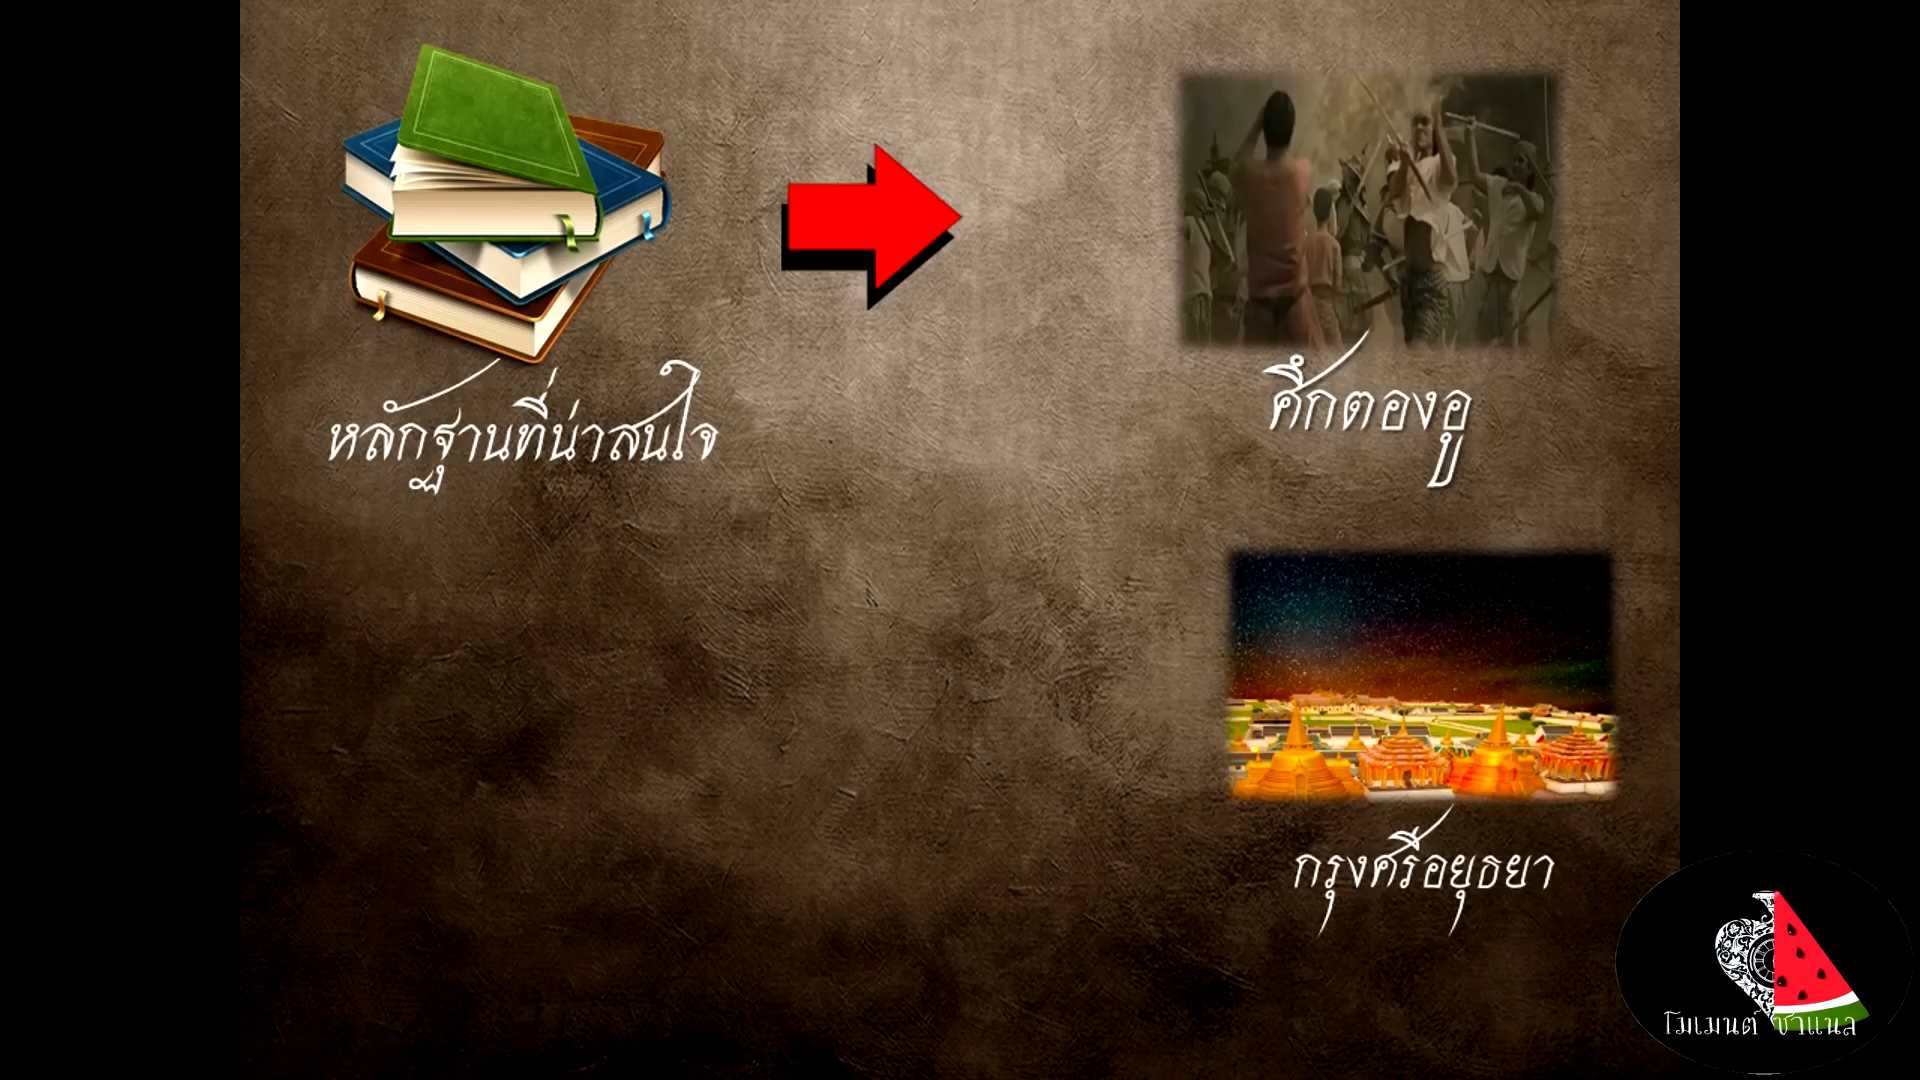 หลักฐานที่น่าสนใจ
ศึกตองอู
กรุงศรีอยุธยา
โมเมนต์ ชาแนล